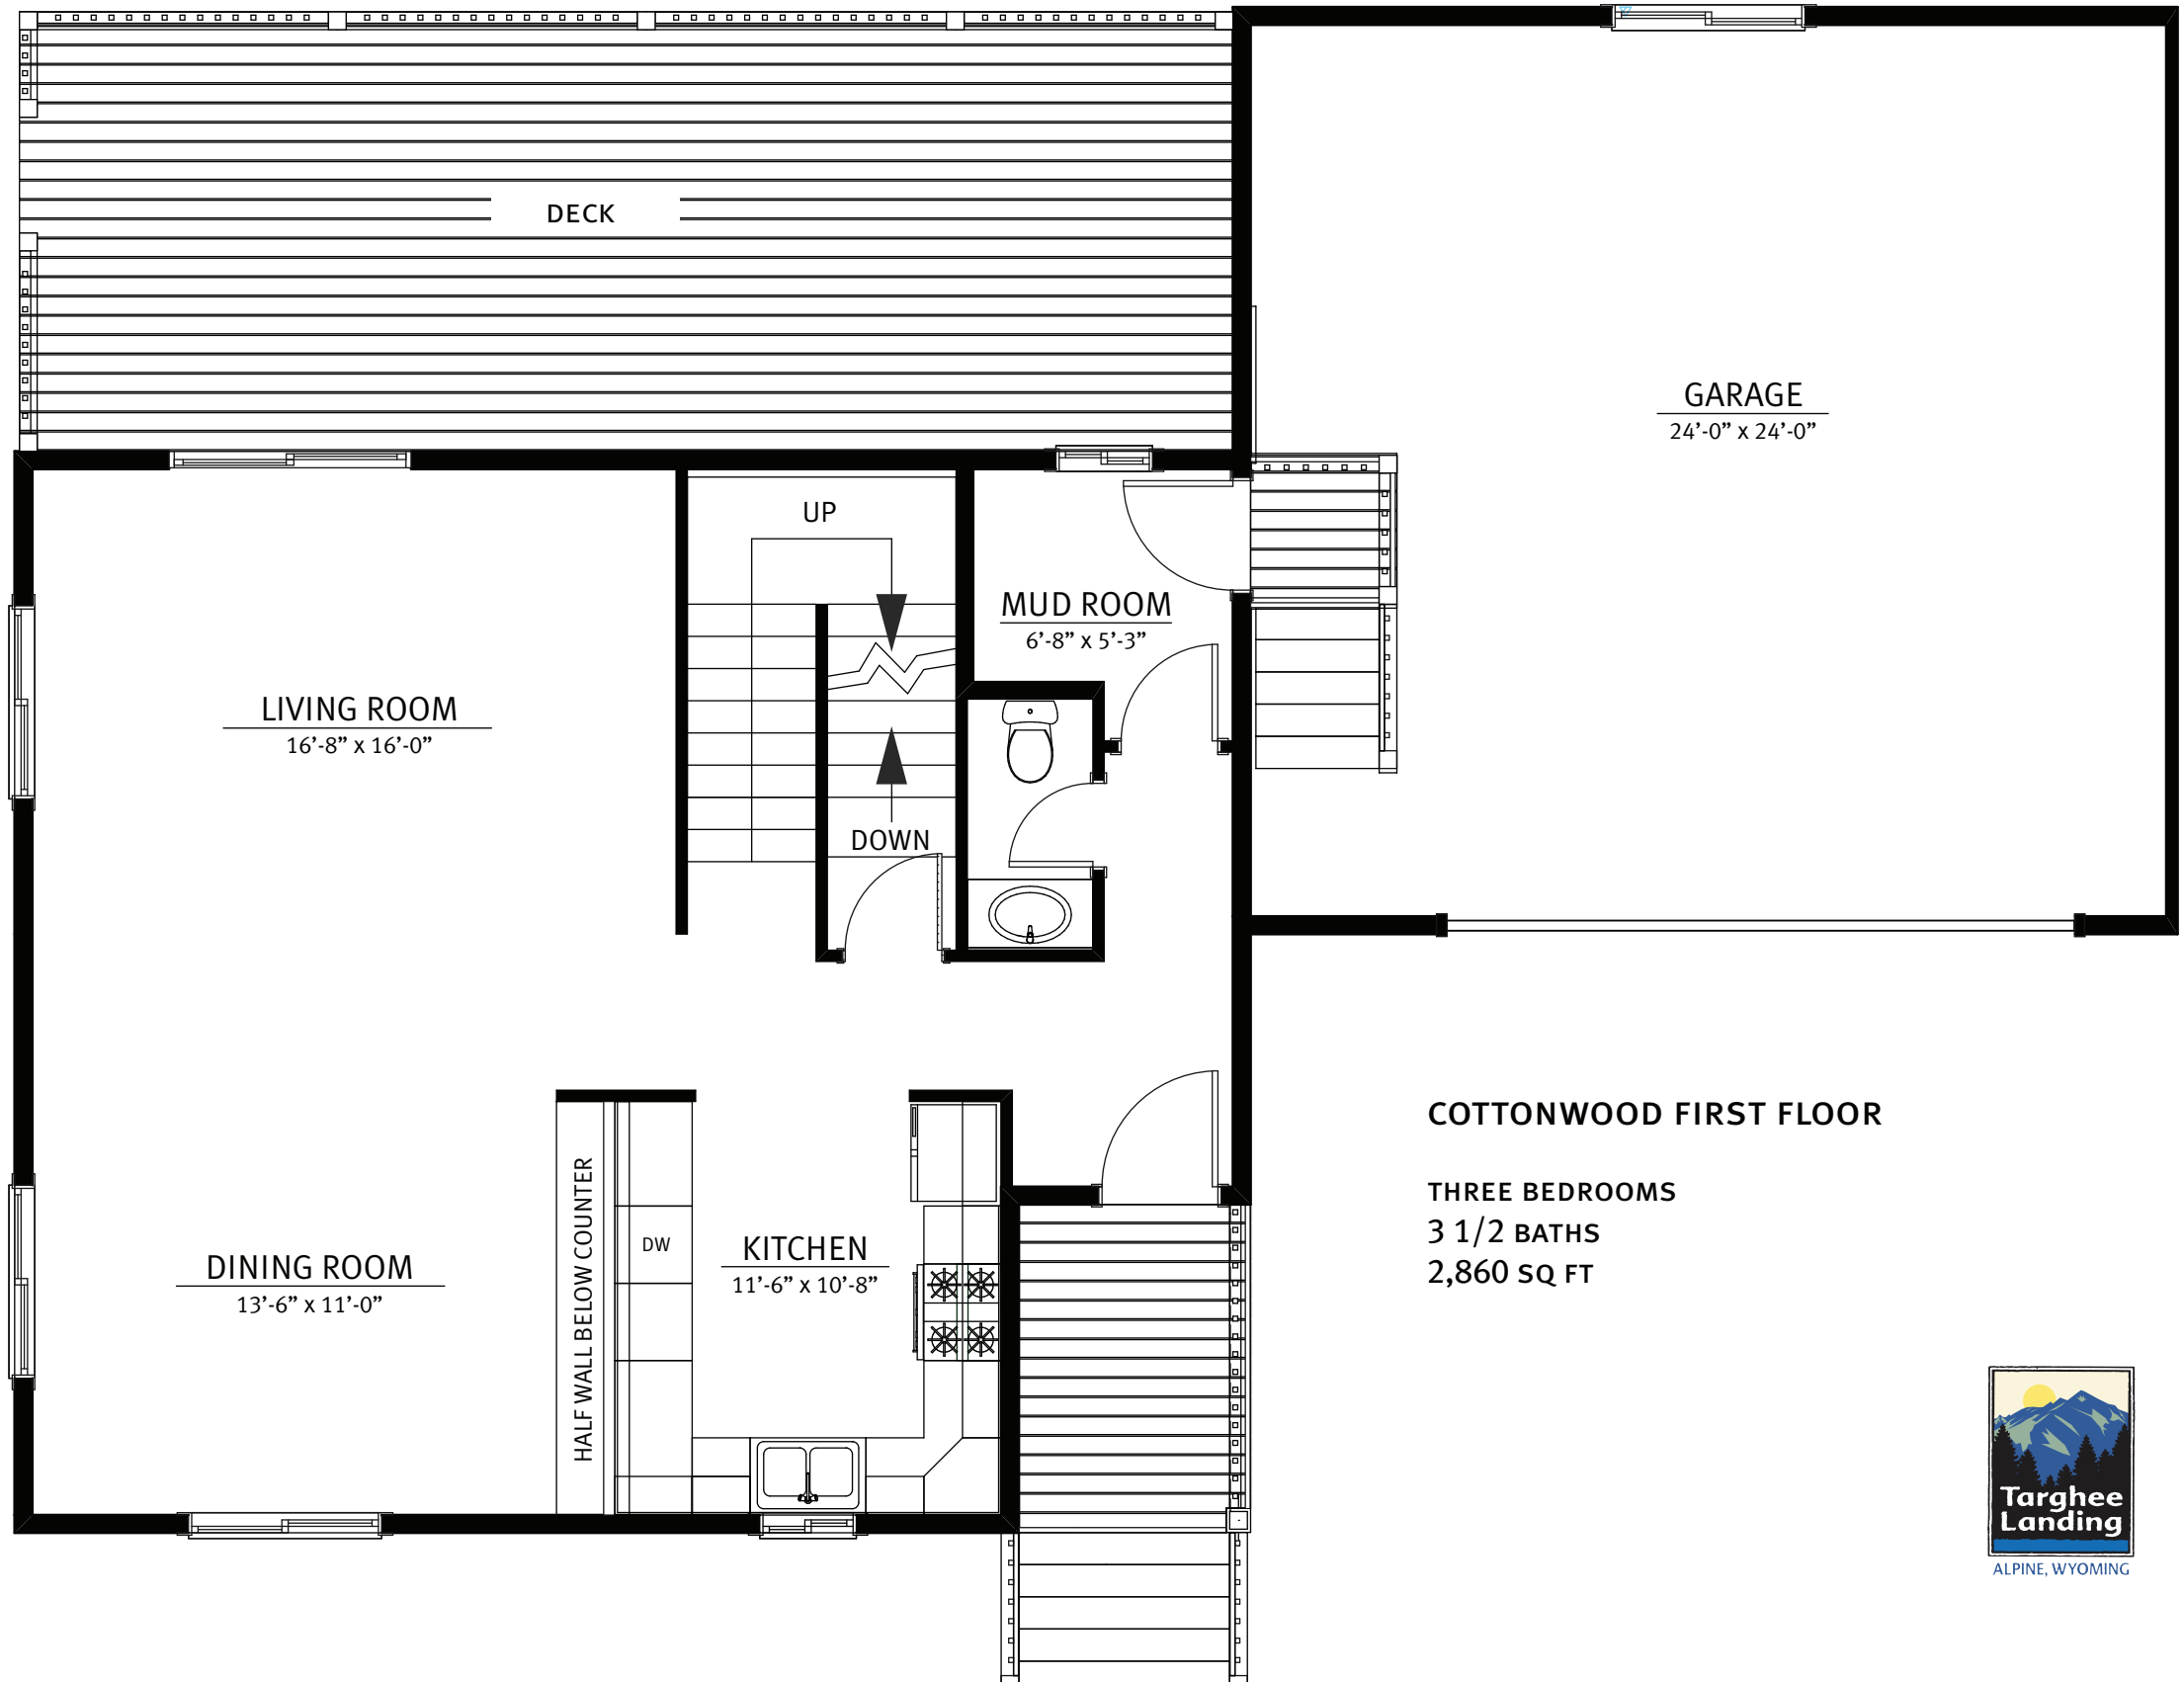 DECK
GARAGE
24'-0" X 24'-0"
UP
MUD ROOM
6'-8" X 5'-3"
LIVING ROOM
16'-8" X 16'-0"
DOWN
COTTONWOOD FIRST FLOOR
THREE BEDROOMS
3 1/2 BATHS
2,860 SQ FT
HALF WALL BELOW COUNTER
DW
KITCHEN
11'-6" X 10'-8"
DINING ROOM
13'-6" X 11'-0"
Targhee
Landing
ALPINE, WYOMING